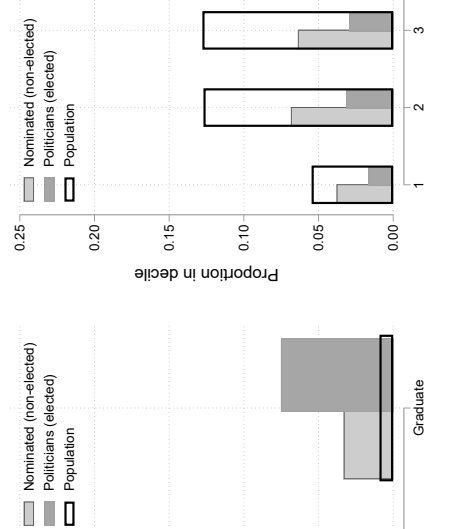 Nominated (non-elected)
Politicians (elected)
Population
0.25
0.20
0.15
0.10
0.05
0.00
Proportion in decile
1
2
3
Nominated (non-elected)
Politicians (elected)
Population
Graduate